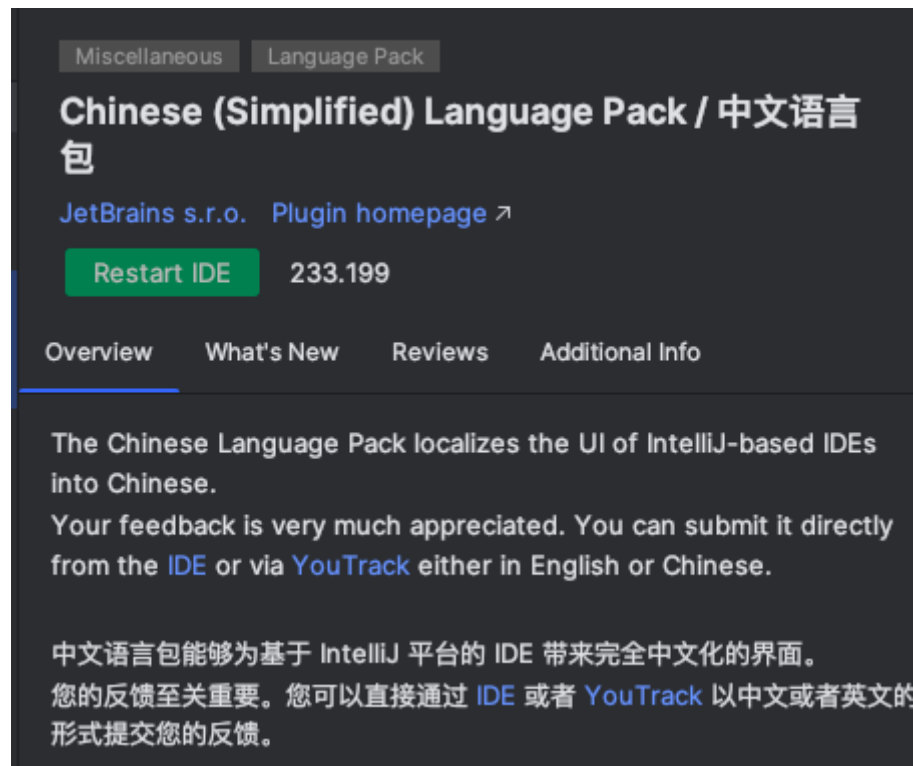 Miscellaneous Language Pack
Chinese (Simplified) Language Pack / 中文语言
包
JetBrains s.r.o. Plugin homepage ↗
Restart IDE 233.199
Overview What's New Reviews Additional Info
The Chinese Language Pack localizes the UI of IntelliJ-based IDEs
into Chinese.
Your feedback is very much appreciated. You can submit it directly
from the IDE or via YouTrack either in English or Chinese.
中文语言包能够为基于 IntelliJ 平台的 IDE 带来完全中文化的界面。
您的反馈至关重要。您可以直接通过 IDE 或者 YouTrack 以中文或者英文的
形式提交您的反馈。